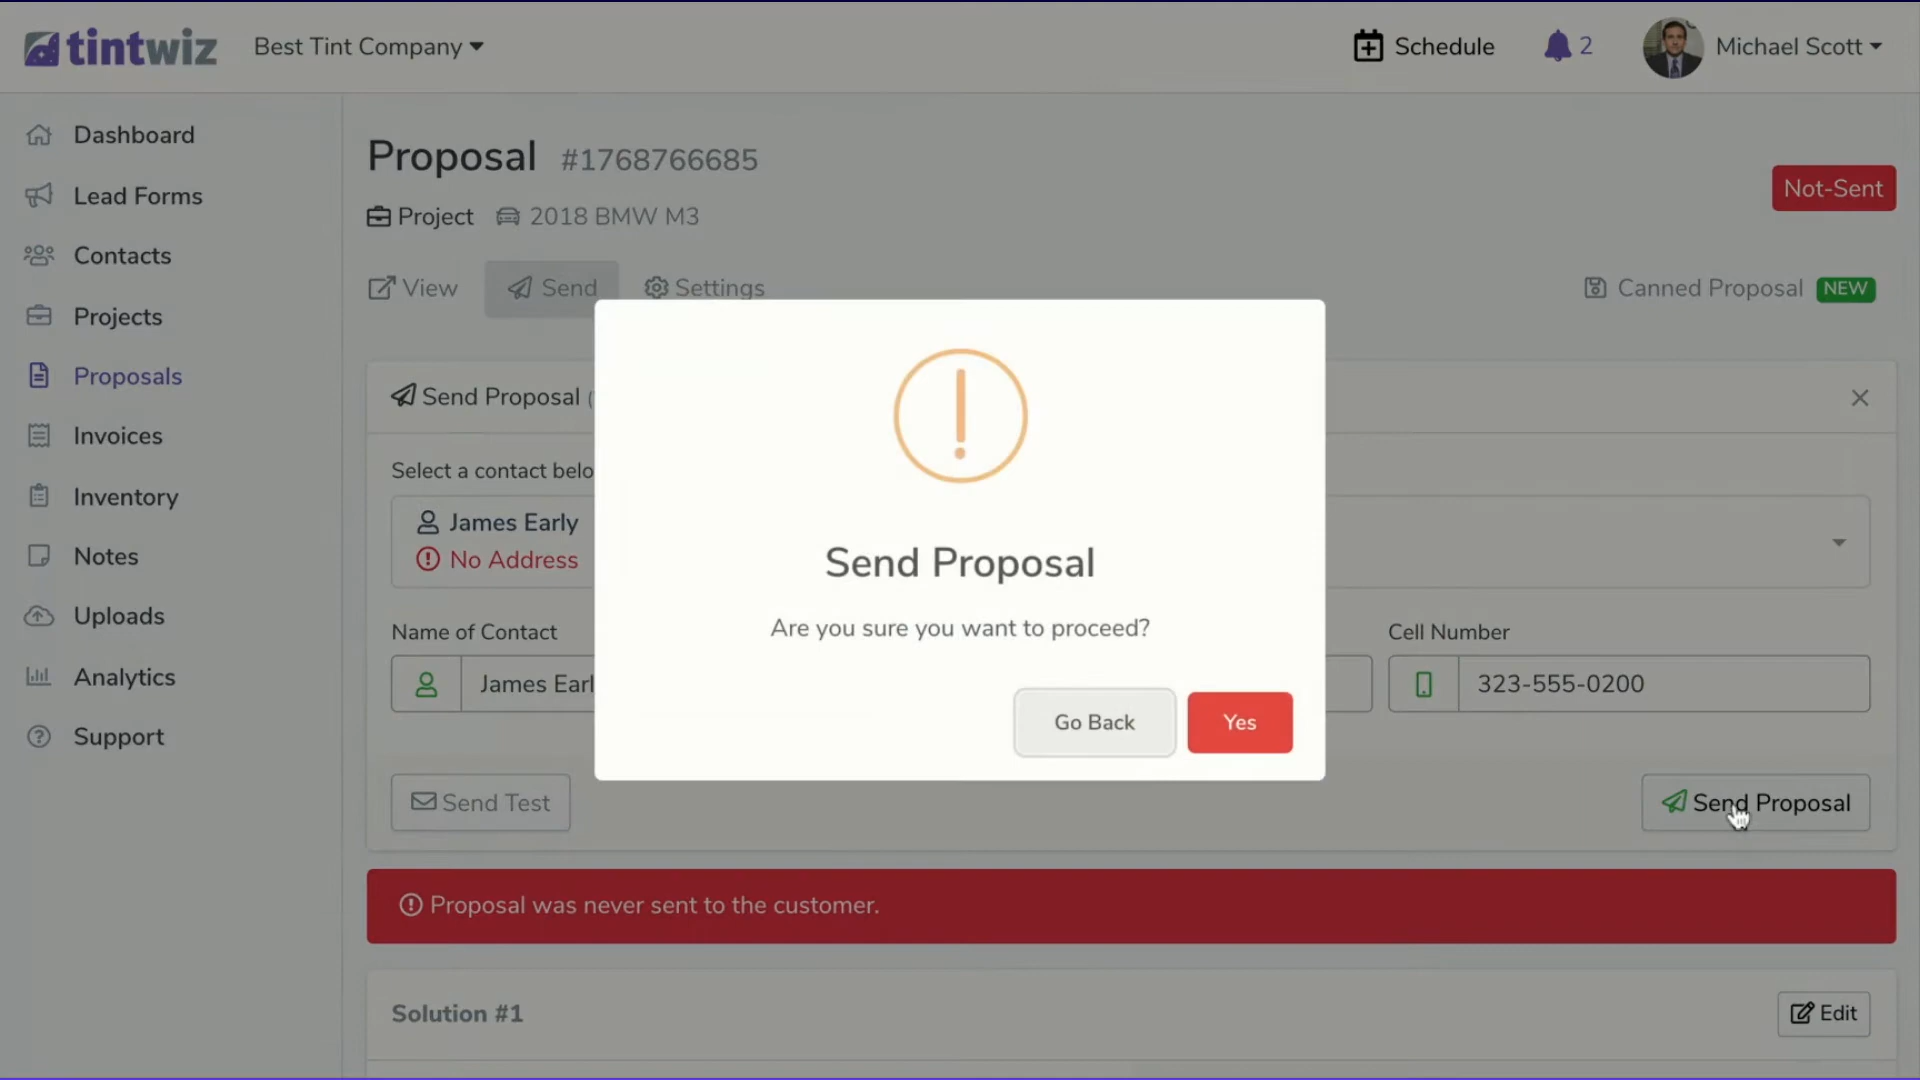 tintwiz
Best Tint Company
Schedule
2
Michael Scott
Dashboard
Lead Forms
Contacts
Projects
Proposals
Invoices
Inventory
Notes
Uploads
Analytics
Support
Proposal #1768766685
Not-Sent
Project 2018 BMW M3
View
Send
Settings
Canned Proposal NEW
Send Proposal (
Select a contact belo
James Early
No Address
Name of Contact
Cell Number
James Earl
323-555-0200
Send Test
Send Proposal
Send Proposal
Are you sure you want to proceed?
Go Back
Yes
Proposal was never sent to the customer.
Solution #1
Edit